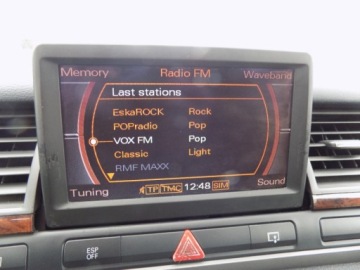 Memory Radio FM Waveband
Last stations
EskaROCK Rock
POPradio Pop
VOX FM Pop
Classic Light
RMF MAXX
Tuning TP TMC 12:48 SIM Sound
ESP
OFF